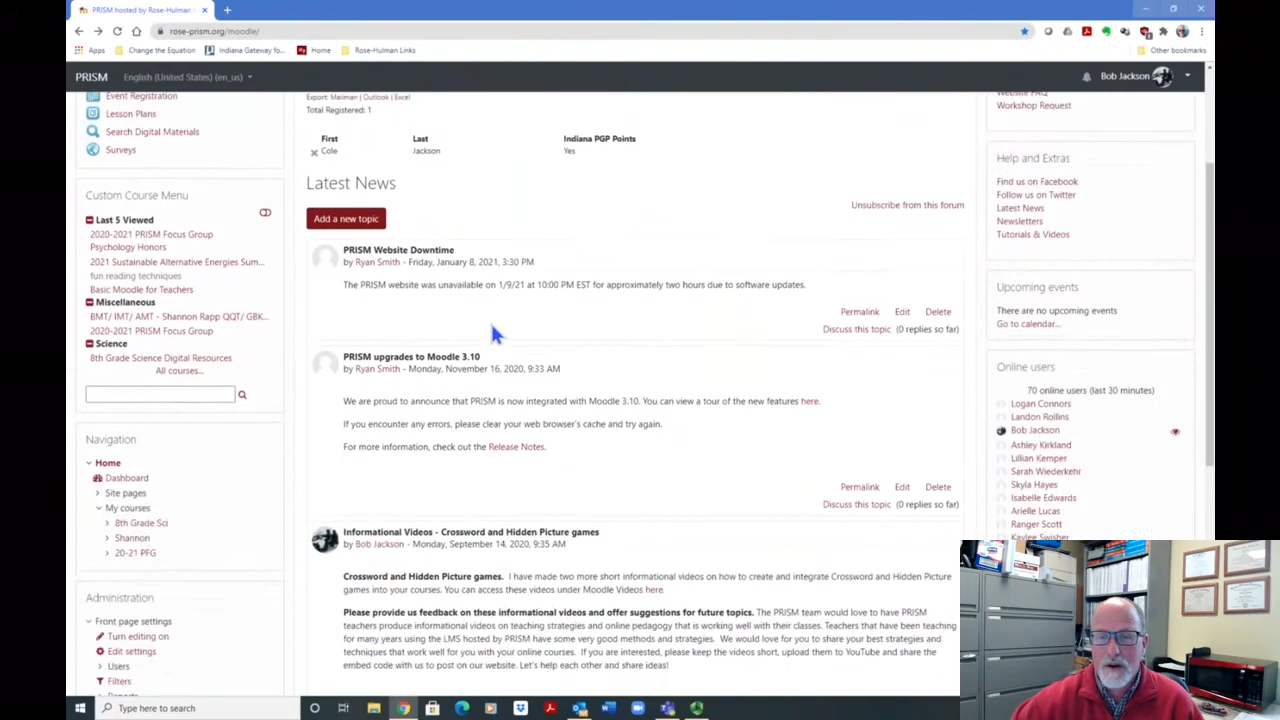 PRISM hosted by Rose-Hulman
rose-prism.org/moodle/
Apps
Change the Equation
Indiana Gateway fo...
Home
Rose-Hulman Links
Other bookmarks
PRISM
English (United States) (en_us)
Bob Jackson
Event Registration
Lesson Plans
Search Digital Materials
Surveys
Custom Course Menu
Last 5 Viewed
2020-2021 PRISM Focus Group
Psychology Honors
2021 Sustainable Alternative Energies Sum...
fun reading techniques
Basic Moodle for Teachers
Miscellaneous
BMT/ IMT/ AMT - Shannon Rapp QQT/ GBK...
2020-2021 PRISM Focus Group
Science
8th Grade Science Digital Resources
All courses...
Navigation
Home
Dashboard
Site pages
My courses
8th Grade Sci
Shannon
20-21 PFG
Administration
Front page settings
Turn editing on
Edit settings
Users
Filters
Reports
Export: Mailman | Outlook | Excel
Total Registered: 1
First Last Indiana PGP Points
Cole Jackson Yes
Latest News
Unsubscribe from this forum
Add a new topic
PRISM Website Downtime
by Ryan Smith - Friday, January 8, 2021, 3:30 PM
The PRISM website was unavailable on 1/9/21 at 10:00 PM EST for approximately two hours due to software updates.
Permalink Edit Delete
Discuss this topic (0 replies so far)
PRISM upgrades to Moodle 3.10
by Ryan Smith - Monday, November 16, 2020, 9:33 AM
We are proud to announce that PRISM is now integrated with Moodle 3.10. You can view a tour of the new features here.
If you encounter any errors, please clear your web browser's cache and try again.
For more information, check out the Release Notes.
Permalink Edit Delete
Discuss this topic (0 replies so far)
Informational Videos - Crossword and Hidden Picture games
by Bob Jackson - Monday, September 14, 2020, 9:35 AM
Crossword and Hidden Picture games. I have made two more short informational videos on how to create and integrate Crossword and Hidden Picture
games into your courses. You can access these videos under Moodle Videos here.
Please provide us feedback on these informational videos and offer suggestions for future topics. The PRISM team would love to have PRISM
teachers produce informational videos on teaching strategies and online pedagogy that is working well with their classes. Teachers that have been teaching
for many years using the LMS hosted by PRISM have some very good methods and strategies. We would love for you to share your best strategies and
techniques that work well for you with your online courses. If you are interested, please keep the videos short, upload them to YouTube and share the
embed code with us to post on our website. Let's help each other and share ideas!
Website FAQ
Workshop Request
Help and Extras
Find us on Facebook
Follow us on Twitter
Latest News
Newsletters
Tutorials & Videos
Upcoming events
There are no upcoming events
Go to calendar...
Online users
70 online users (last 30 minutes)
Logan Connors
Landon Rollins
Bob Jackson
Ashley Kirkland
Lillian Kemper
Sarah Wiederkehr
Skyla Hayes
Isabelle Edwards
Arielle Lucas
Ranger Scott
Kaylee Swisher
Type here to search